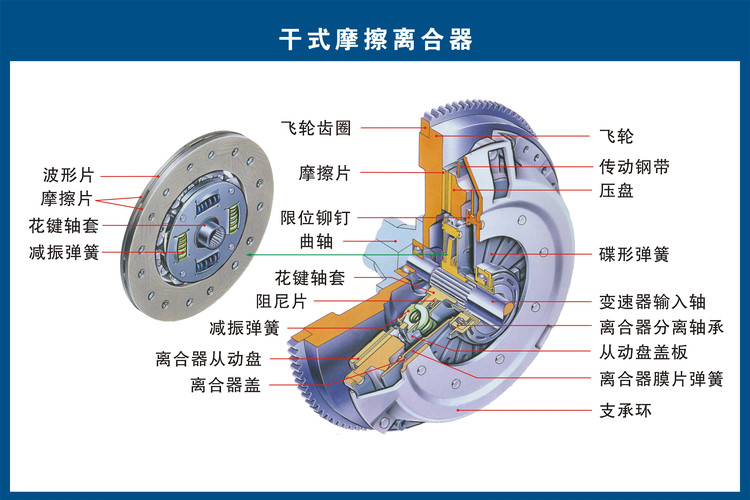 干式摩擦离合器
波形片
摩擦片
花键轴套
减振弹簧
飞轮齿圈
摩擦片
限位铆钉
曲轴
花键轴套
阻尼片
减振弹簧
离合器从动盘
离合器盖
飞轮
传动钢带
压盘
碟形弹簧
变速器输入轴
离合器分离轴承
从动盘盖板
离合器膜片弹簧
支承环